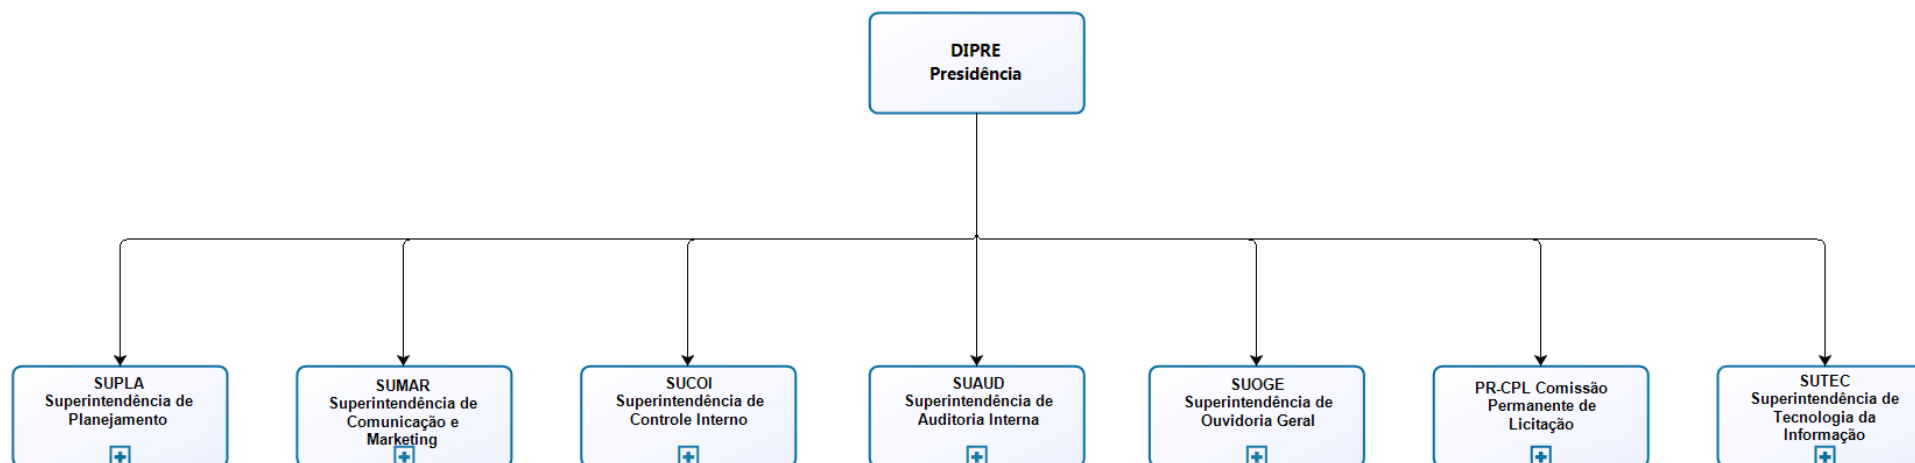 DIPRE
Presidência
SUPLA
Superintendência de
Planejamento
SUMAR
Superintendência de
Comunicação e
Marketing
SUCOI
Superintendência de
Controle Interno
SUAUD
Superintendência de
Auditoria Interna
SUOGE
Superintendência de
Ouvidoria Geral
PR-CPL Comissão
Permanente de
Licitação
SUTEC
Superintendência de
Tecnologia da
Informação